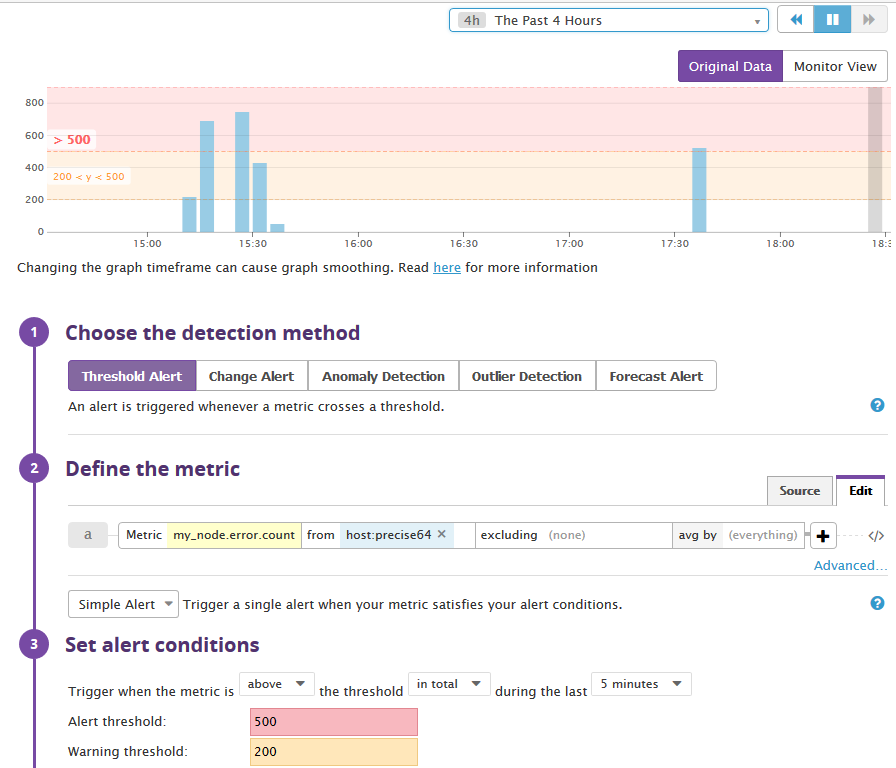 4h The Past 4 Hours
Original Data Monitor View
800
600
> 500
400
200 < y < 500
200
0
15:00 15:30 16:00 16:30 17:00 17:30 18:00 18:3
Changing the graph timeframe can cause graph smoothing. Read here for more information
1 Choose the detection method
Threshold Alert Change Alert Anomaly Detection Outlier Detection Forecast Alert
An alert is triggered whenever a metric crosses a threshold. ?
2 Define the metric
Source Edit
a Metric my_node.error.count from host:precise64 × excluding (none) avg by (everything) + </>
Advanced...
Simple Alert Trigger a single alert when your metric satisfies your alert conditions. ?
3 Set alert conditions
Trigger when the metric is above the threshold in total during the last 5 minutes
Alert threshold: 500
Warning threshold: 200